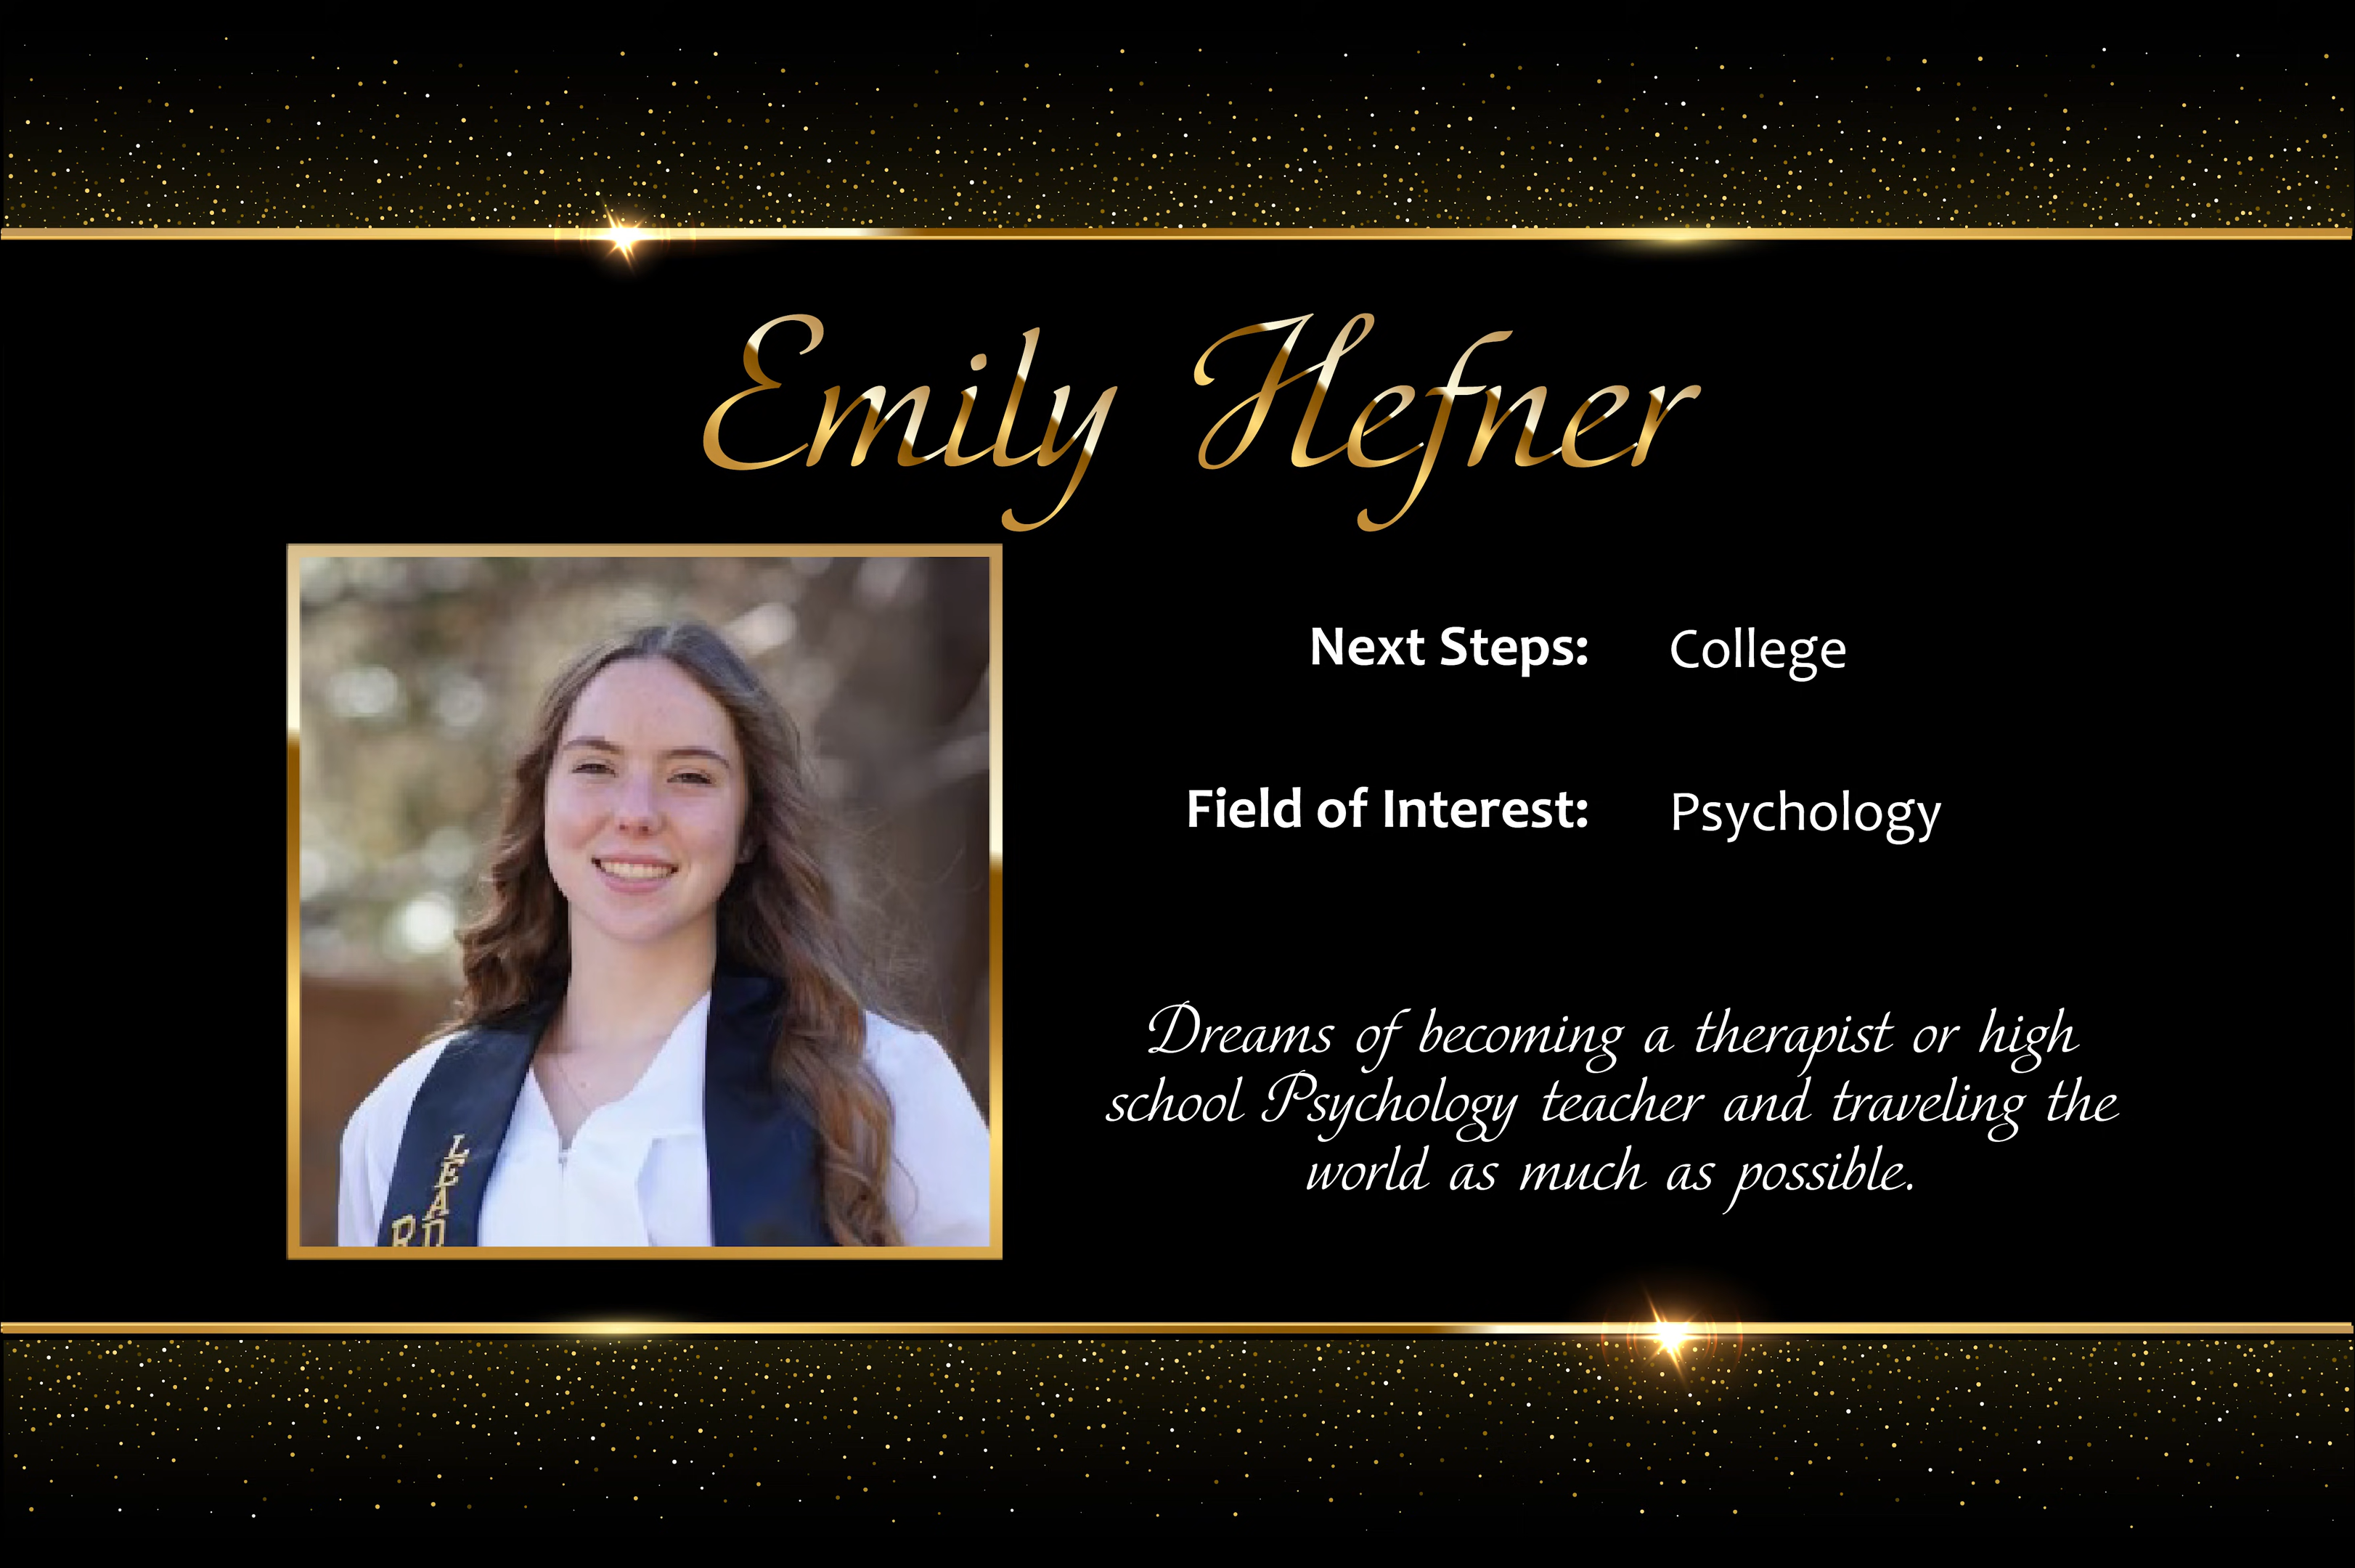 Emily Hefner
Next Steps: College
Field of Interest: Psychology
Dreams of becoming a therapist or high
school Psychology teacher and traveling the
world as much as possible.
LEAD
R